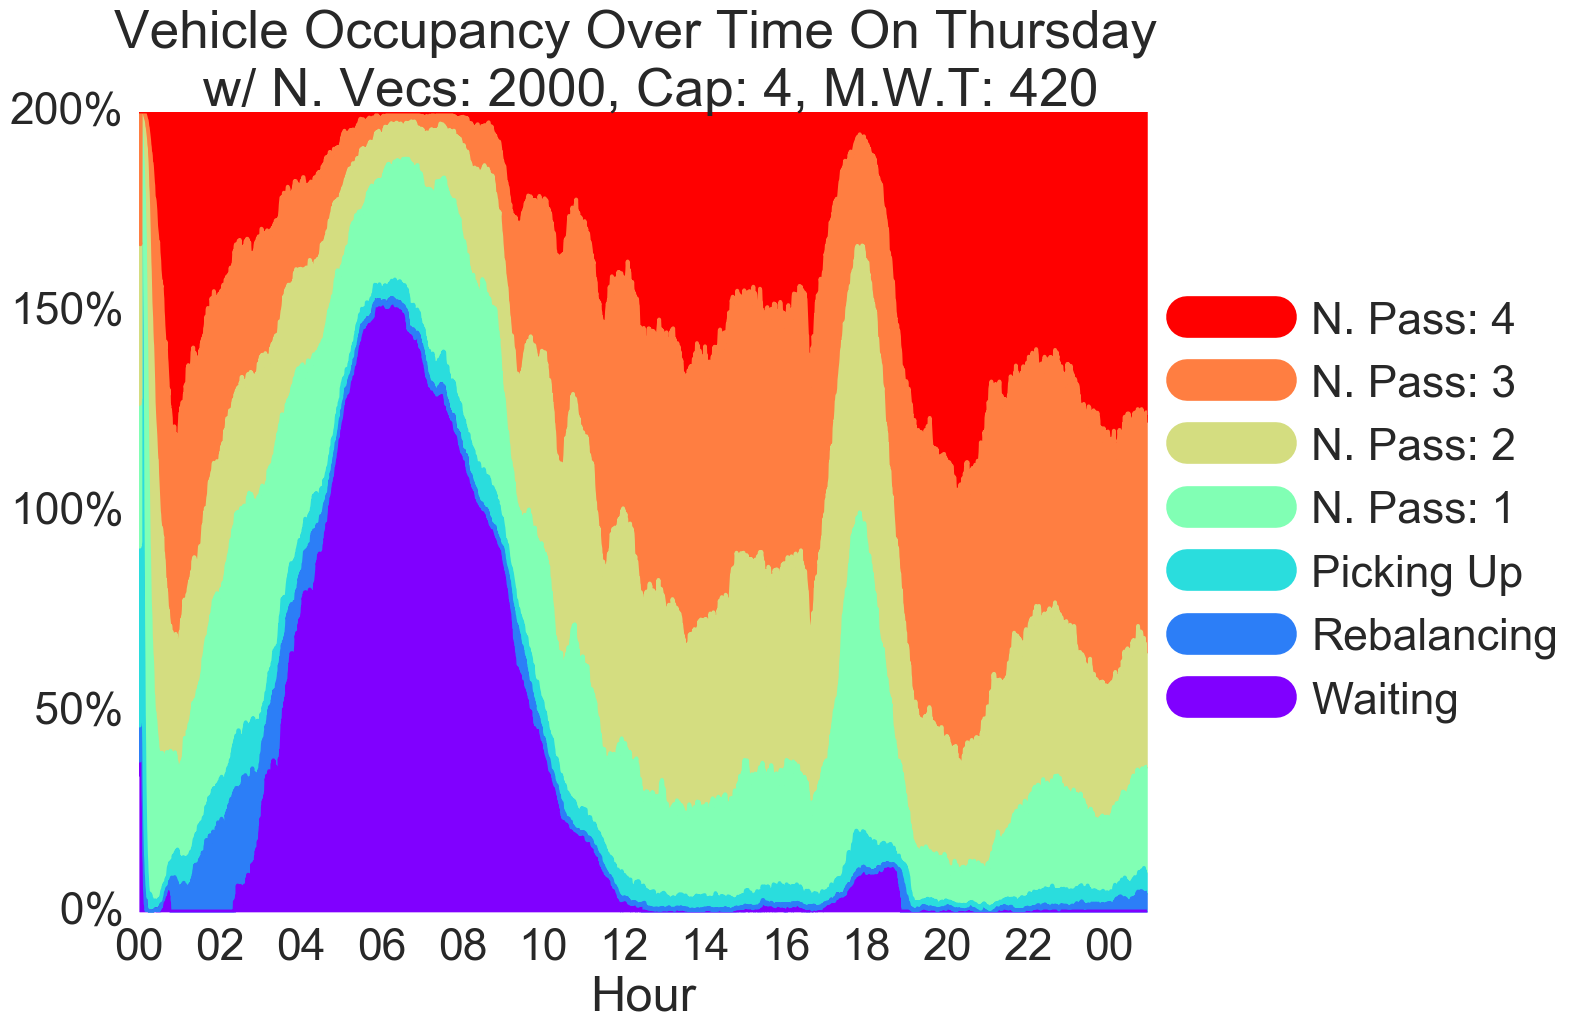 Vehicle Occupancy Over Time On Thursday
w/ N. Vecs: 2000, Cap: 4, M.W.T: 420
200%
150%
100%
50%
0%
00 02 04 06 08 10 12 14 16 18 20 22 00
Hour
N. Pass: 4
N. Pass: 3
N. Pass: 2
N. Pass: 1
Picking Up
Rebalancing
Waiting